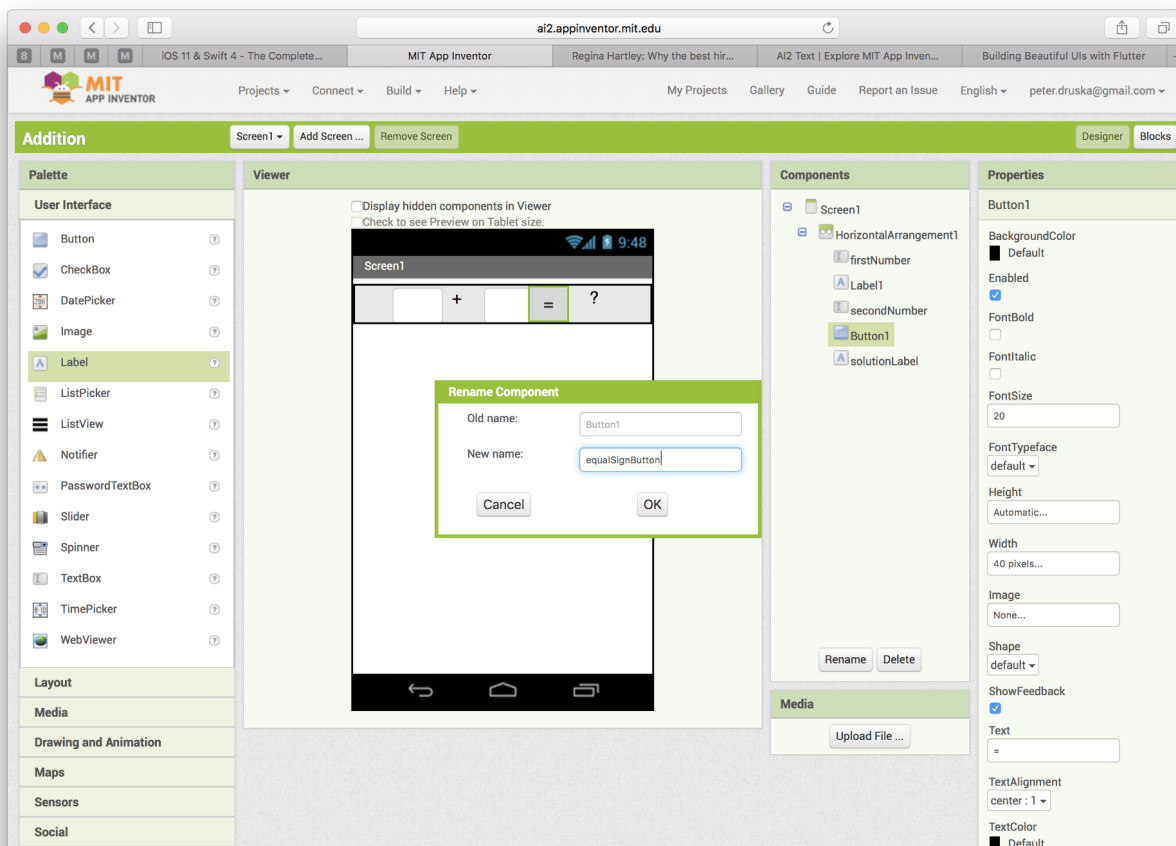 ai2.appinventor.mit.edu
8 M M M iOS 11 & Swift 4 - The Complete... MIT App Inventor Regina Hartley: Why the best hir... AI2 Text | Explore MIT App Inven... Building Beautiful UIs with Flutter
MIT
APP INVENTOR
Projects Connect Build Help My Projects Gallery Guide Report an Issue English peter.druska@gmail.com
Addition Screen1 Add Screen ... Remove Screen Designer Blocks
Palette
User Interface
Button ?
CheckBox ?
DatePicker ?
Image ?
A Label ?
ListPicker ?
ListView ?
Notifier ?
PasswordTextBox ?
Slider ?
Spinner ?
TextBox ?
TimePicker ?
WebViewer ?
Layout
Media
Drawing and Animation
Maps
Sensors
Social
Viewer
Display hidden components in Viewer
Check to see Preview on Tablet size.
9:48
Screen1
+ = ?
Rename Component
Old name: Button1
New name: equalSignButton
Cancel OK
Components
Screen1
HorizontalArrangement1
firstNumber
A Label1
secondNumber
Button1
A solutionLabel
Rename Delete
Media
Upload File ...
Properties
Button1
BackgroundColor
Default
Enabled
FontBold
FontItalic
FontSize
20
FontTypeface
default
Height
Automatic...
Width
40 pixels...
Image
None...
Shape
default
ShowFeedback
Text
=
TextAlignment
center : 1
TextColor
Default